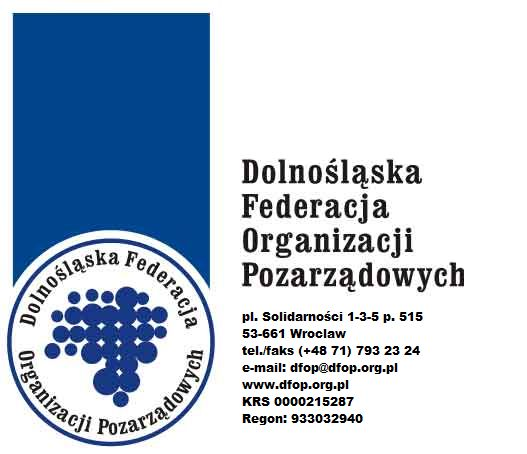 Dolnośląska
Federacja
Organizacji
Pozarządowych
pl. Solidarności 1-3-5 p. 515
53-661 Wroclaw
tel./faks (+48 71) 793 23 24
e-mail: dfop@dfop.org.pl
www.dfop.org.pl
KRS 0000215287
Regon: 933032940
Dolnośląska Federacja
Organizacji Pozarządowych